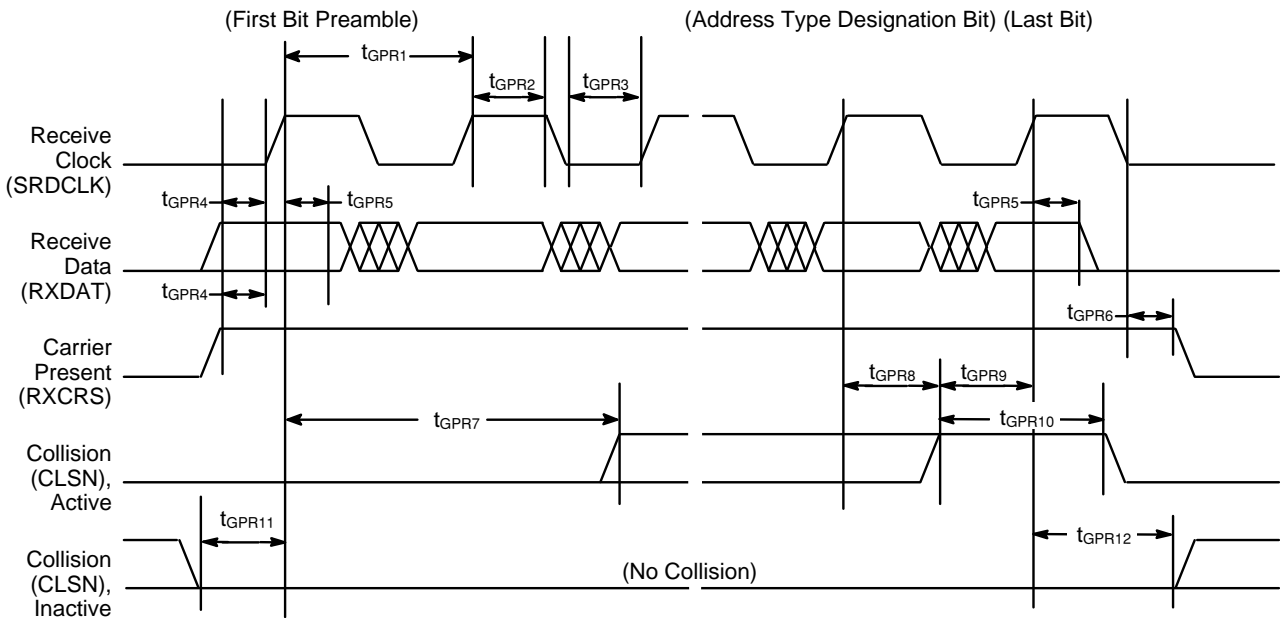 (First Bit Preamble)
(Address Type Designation Bit) (Last Bit)
tGPR1
tGPR2
tGPR3
Receive
Clock
(SRDCLK)
tGPR4
tGPR5
tGPR5
Receive
Data
(RXDAT)
tGPR4
tGPR6
Carrier
Present
(RXCRS)
tGPR8
tGPR9
tGPR7
tGPR10
Collision
(CLSN),
Active
tGPR11
tGPR12
Collision
(CLSN),
Inactive
(No Collision)